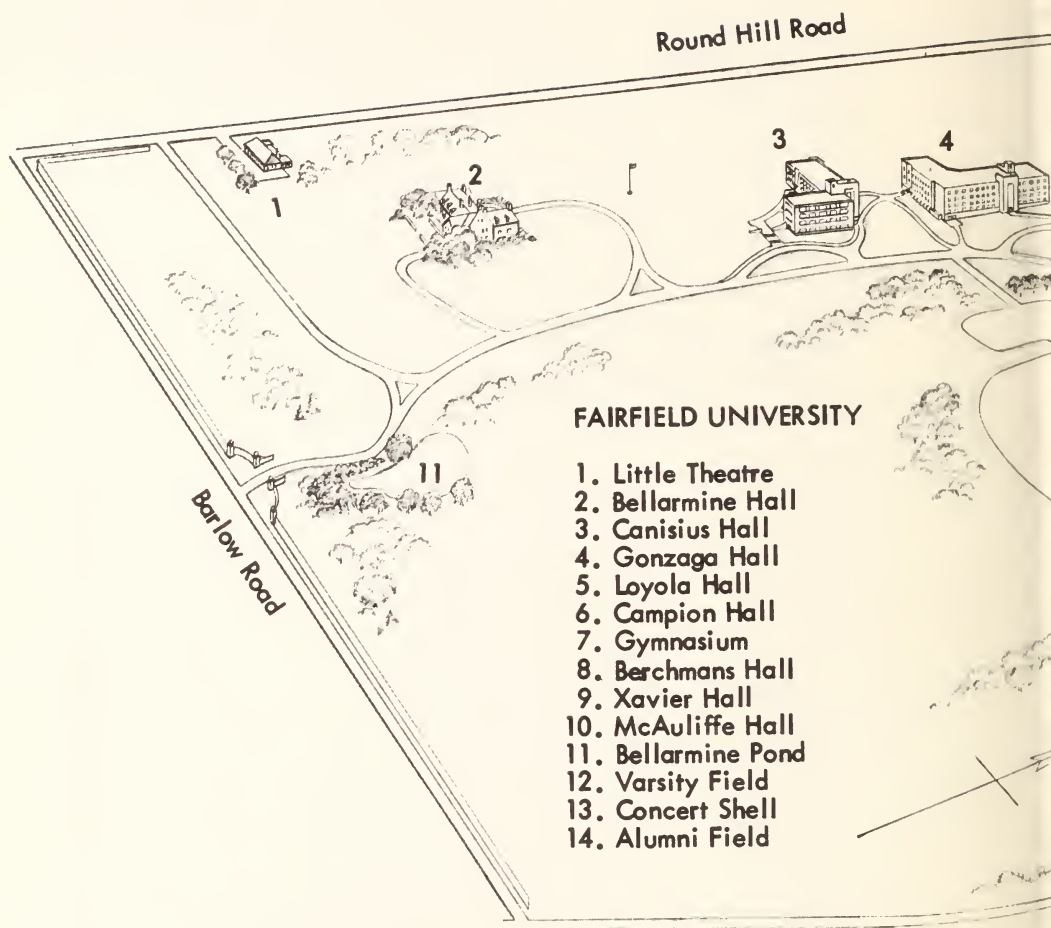 Round Hill Road
3
4
2
1
FAIRFIELD UNIVERSITY
11
1. Little Theatre
2. Bellarmine Hall
3. Canisius Hall
4. Gonzaga Hall
5. Loyola Hall
6. Campion Hall
7. Gymnasium
8. Berchmans Hall
9. Xavier Hall
10. McAuliffe Hall
11. Bellarmine Pond
12. Varsity Field
13. Concert Shell
14. Alumni Field
Barlow Road